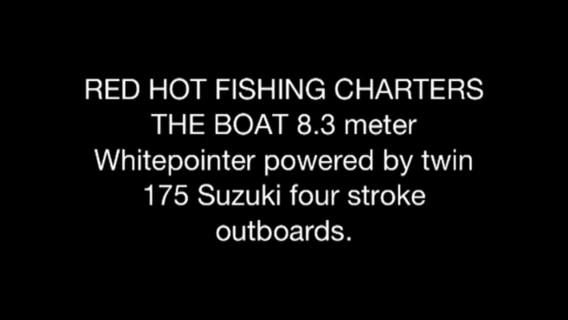 RED HOT FISHING CHARTERS
THE BOAT 8.3 meter
Whitepointer powered by twin
175 Suzuki four stroke
outboards.